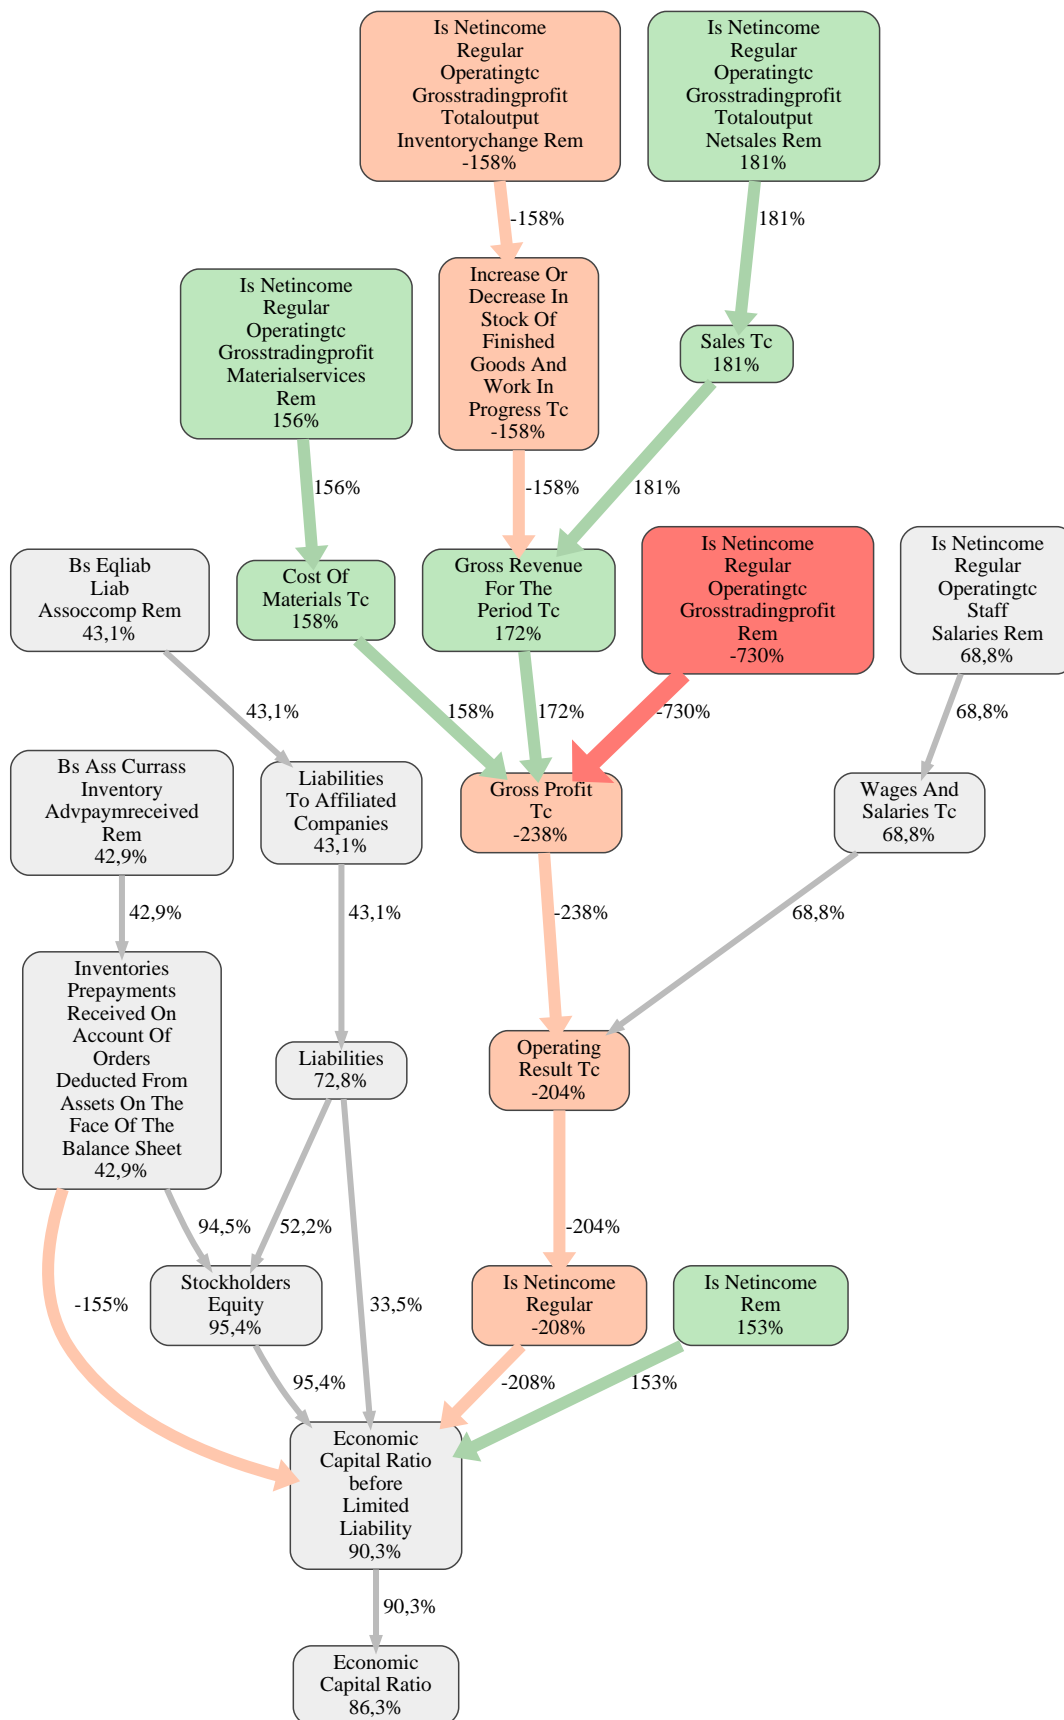 Is Netincome
Regular
Operatingtc
Grosstradingprofit
Totaloutput
Inventorychange Rem
-158%
Is Netincome
Regular
Operatingtc
Grosstradingprofit
Totaloutput
Netsales Rem
181%
-158%
181%
Is Netincome
Regular
Operatingtc
Grosstradingprofit
Materialservices
Rem
156%
Increase Or
Decrease In
Stock Of
Finished
Goods And
Work In
Progress Tc
-158%
Sales Tc
181%
156%
-158%
181%
Bs Eqliab
Liab
Assoccomp Rem
43,1%
Cost Of
Materials Tc
158%
Gross Revenue
For The
Period Tc
172%
Is Netincome
Regular
Operatingtc
Grosstradingprofit
Rem
-730%
Is Netincome
Regular
Operatingtc
Staff
Salaries Rem
68,8%
43,1%
158%
172%
-730%
68,8%
Bs Ass Currass
Inventory
Advpaymreceived
Rem
42,9%
Liabilities
To Affiliated
Companies
43,1%
Gross Profit
Tc
-238%
Wages And
Salaries Tc
68,8%
42,9%
43,1%
-238%
68,8%
Inventories
Prepayments
Received On
Account Of
Orders
Deducted From
Assets On The
Face Of The
Balance Sheet
42,9%
Liabilities
72,8%
Operating
Result Tc
-204%
94,5%
52,2%
-204%
-155%
Stockholders
Equity
95,4%
33,5%
Is Netincome
Regular
-208%
Is Netincome
Rem
153%
95,4%
-208%
153%
Economic
Capital Ratio
before
Limited
Liability
90,3%
90,3%
Economic
Capital Ratio
86,3%